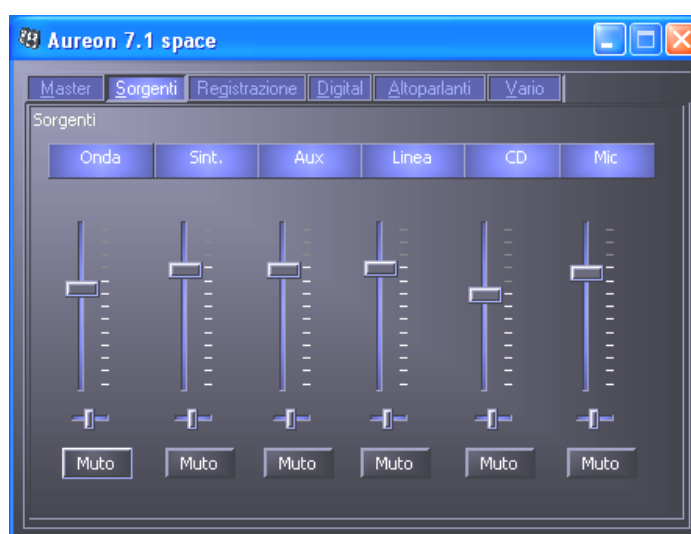 Aureon 7.1 space
Master Sorgenti Registrazione Digital Altoparlanti Vario
Sorgenti
Onda Sint. Aux Linea CD Mic
Muto Muto Muto Muto Muto Muto